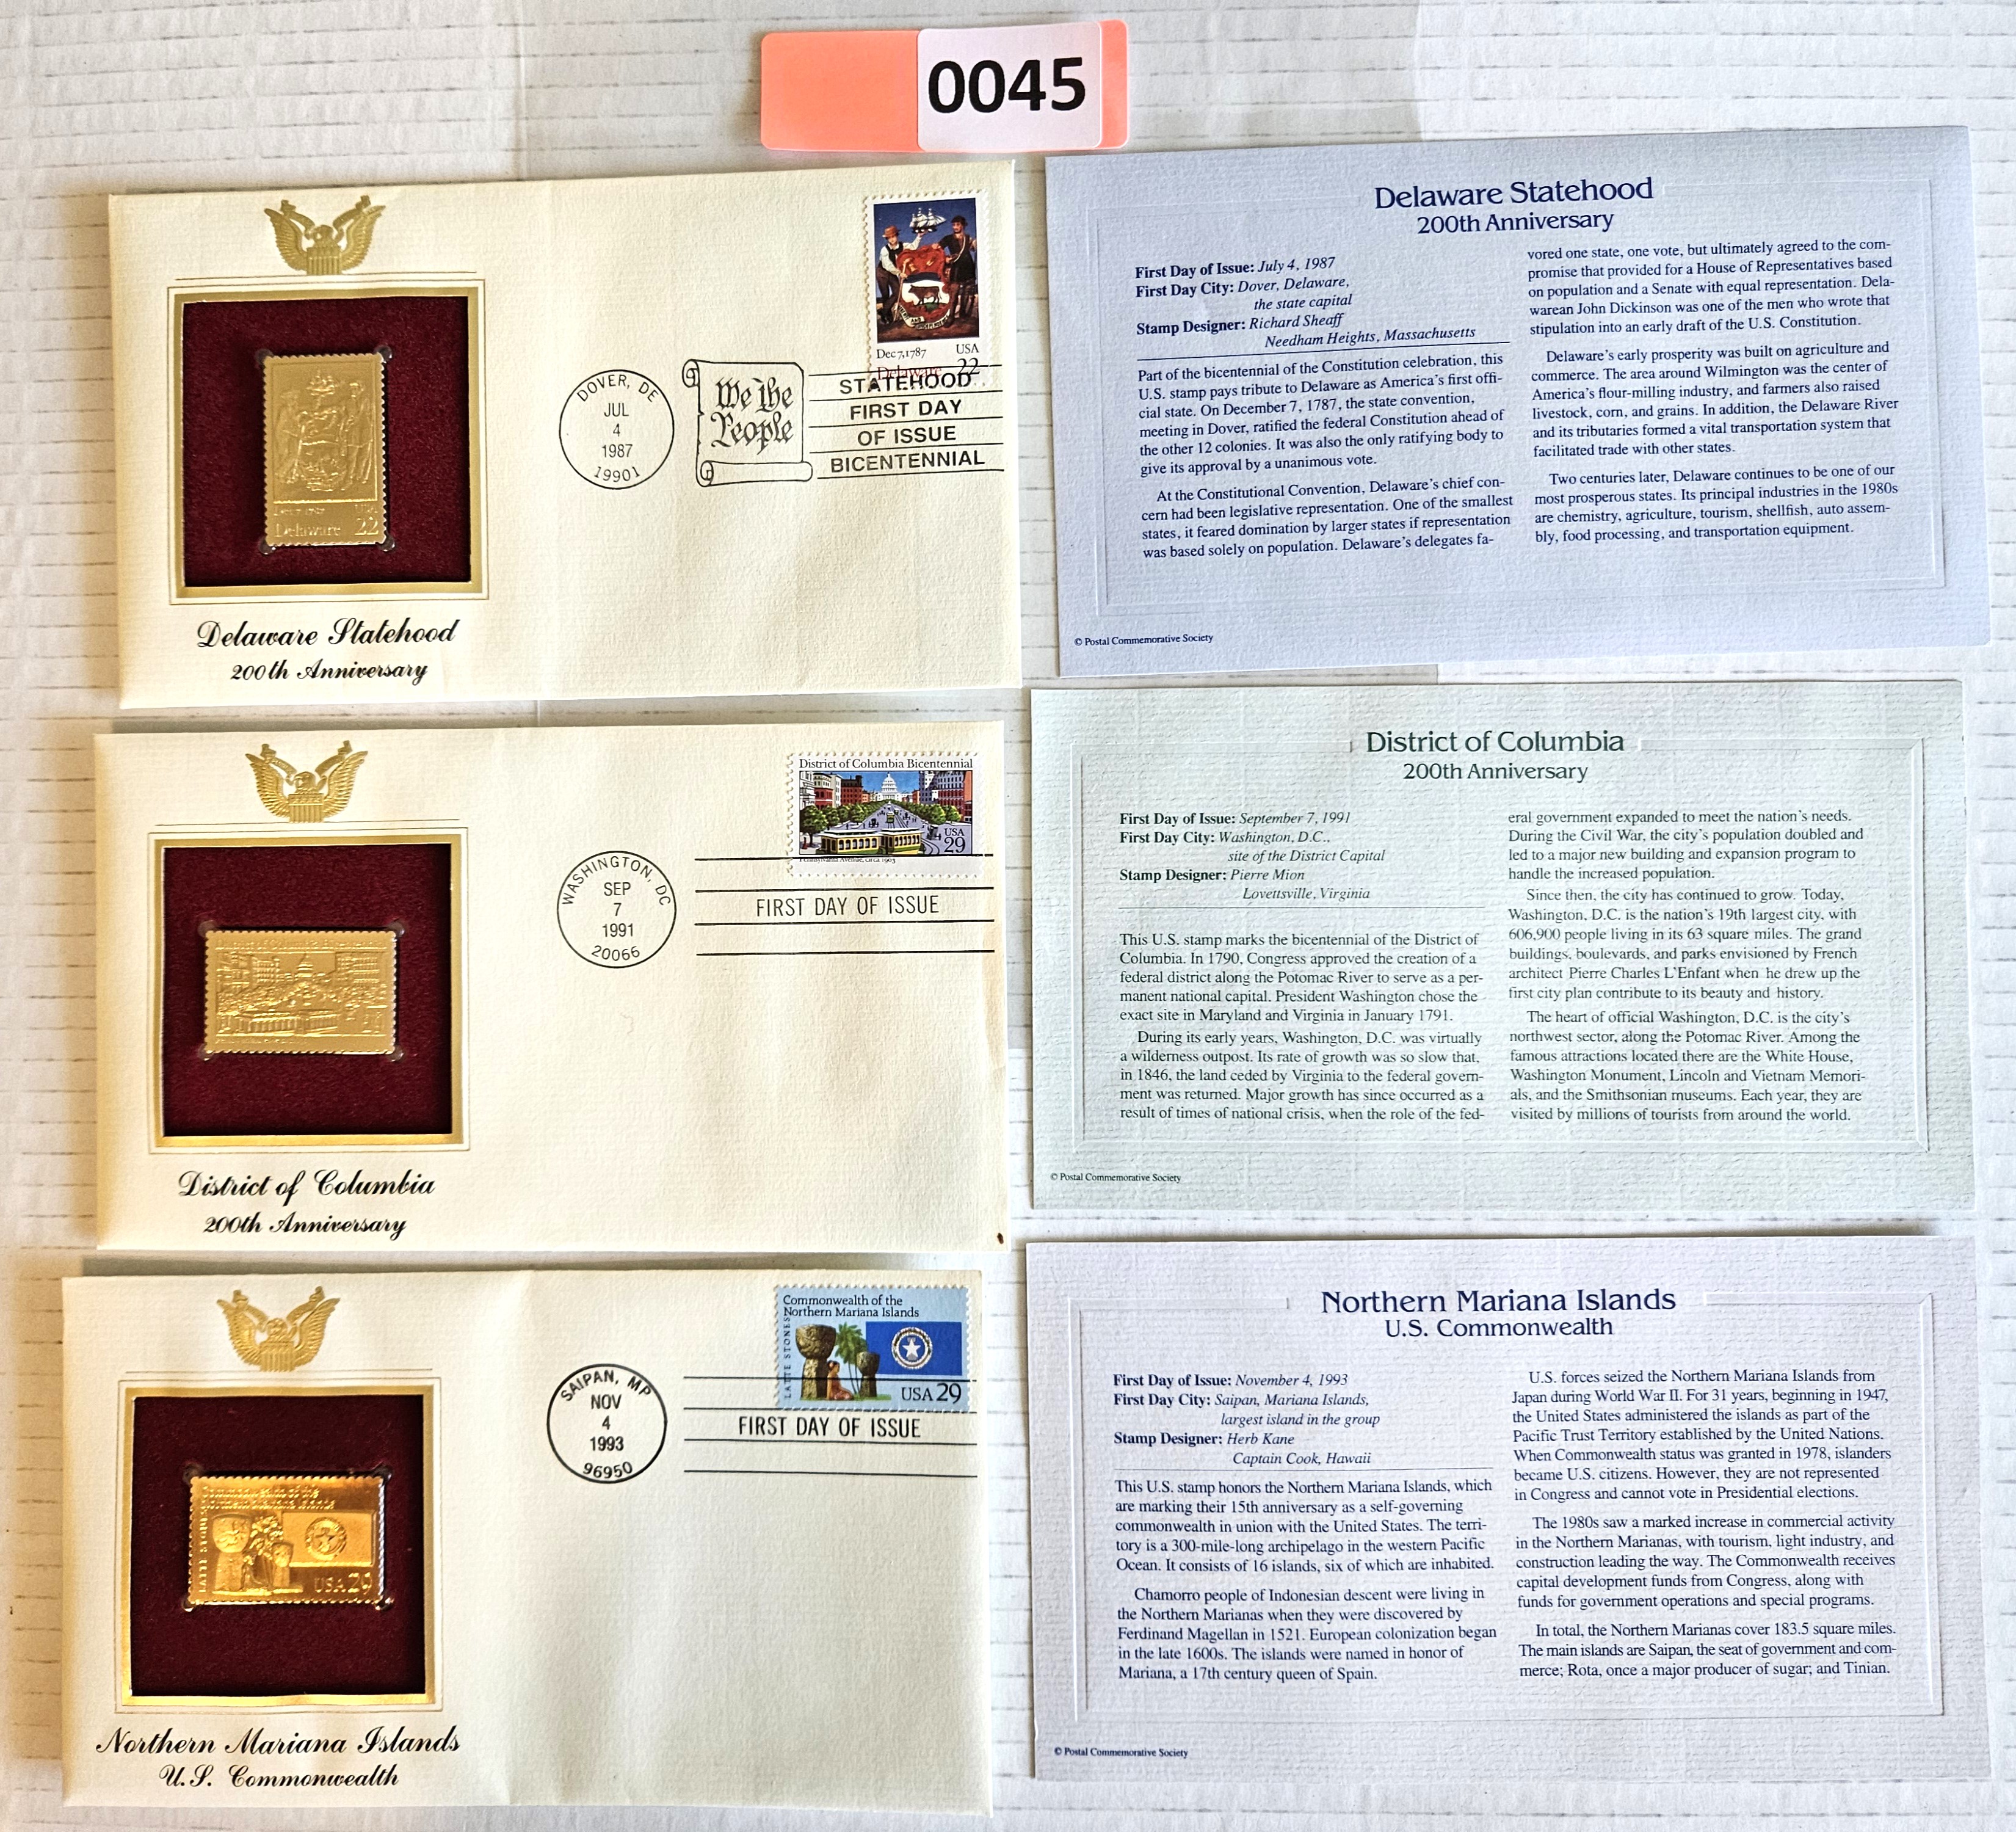 0045
Dec 7, 1787 USA
Delaware 22
DOVER, DE
JUL
4
1987
19901
We the
People
STATEHOOD
FIRST DAY
OF ISSUE
BICENTENNIAL
Delaware 22
Delaware Statehood
200th Anniversary
Delaware Statehood
200th Anniversary
First Day of Issue: July 4, 1987
First Day City: Dover, Delaware,
the state capital
Stamp Designer: Richard Sheaff
Needham Heights, Massachusetts
Part of the bicentennial of the Constitution celebration, this
U.S. stamp pays tribute to Delaware as America's first offi-
cial state. On December 7, 1787, the state convention,
meeting in Dover, ratified the federal Constitution ahead of
the other 12 colonies. It was also the only ratifying body to
give its approval by a unanimous vote.
At the Constitutional Convention, Delaware's chief con-
cern had been legislative representation. One of the smallest
states, it feared domination by larger states if representation
was based solely on population. Delaware's delegates fa-
vored one state, one vote, but ultimately agreed to the com-
promise that provided for a House of Representatives based
on population and a Senate with equal representation. Dela-
warean John Dickinson was one of the men who wrote that
stipulation into an early draft of the U.S. Constitution.
Delaware's early prosperity was built on agriculture and
commerce. The area around Wilmington was the center of
America's flour-milling industry, and farmers also raised
livestock, corn, and grains. In addition, the Delaware River
and its tributaries formed a vital transportation system that
facilitated trade with other states.
Two centuries later, Delaware continues to be one of our
most prosperous states. Its principal industries in the 1980s
are chemistry, agriculture, tourism, shellfish, auto assem-
bly, food processing, and transportation equipment.
© Postal Commemorative Society
District of Columbia Bicentennial
USA
29
Pennsylvania Avenue, circa 1903
WASHINGTON, DC
SEP
7
1991
20066
FIRST DAY OF ISSUE
District of Columbia
200th Anniversary
District of Columbia
200th Anniversary
First Day of Issue: September 7, 1991
First Day City: Washington, D.C.,
site of the District Capital
Stamp Designer: Pierre Mion
Lovettsville, Virginia
This U.S. stamp marks the bicentennial of the District of
Columbia. In 1790, Congress approved the creation of a
federal district along the Potomac River to serve as a per-
manent national capital. President Washington chose the
exact site in Maryland and Virginia in January 1791.
During its early years, Washington, D.C. was virtually
a wilderness outpost. Its rate of growth was so slow that,
in 1846, the land ceded by Virginia to the federal govern-
ment was returned. Major growth has since occurred as a
result of times of national crisis, when the role of the fed-
eral government expanded to meet the nation's needs.
During the Civil War, the city's population doubled and
led to a major new building and expansion program to
handle the increased population.
Since then, the city has continued to grow. Today,
Washington, D.C. is the nation's 19th largest city, with
606,900 people living in its 63 square miles. The grand
buildings, boulevards, and parks envisioned by French
architect Pierre Charles L'Enfant when he drew up the
first city plan contribute to its beauty and history.
The heart of official Washington, D.C. is the city's
northwest sector, along the Potomac River. Among the
famous attractions located there are the White House,
Washington Monument, Lincoln and Vietnam Memori-
als, and the Smithsonian museums. Each year, they are
visited by millions of tourists from around the world.
© Postal Commemorative Society
Commonwealth of the
Northern Mariana Islands
LATTE STONES
USA 29
SAIPAN, MP
NOV
4
1993
96950
FIRST DAY OF ISSUE
Commonwealth of the
Northern Mariana Islands
LATTE STONES
USA 29
Northern Mariana Islands
U.S. Commonwealth
Northern Mariana Islands
U.S. Commonwealth
First Day of Issue: November 4, 1993
First Day City: Saipan, Mariana Islands,
largest island in the group
Stamp Designer: Herb Kane
Captain Cook, Hawaii
This U.S. stamp honors the Northern Mariana Islands, which
are marking their 15th anniversary as a self-governing
commonwealth in union with the United States. The terri-
tory is a 300-mile-long archipelago in the western Pacific
Ocean. It consists of 16 islands, six of which are inhabited.
Chamorro people of Indonesian descent were living in
the Northern Marianas when they were discovered by
Ferdinand Magellan in 1521. European colonization began
in the late 1600s. The islands were named in honor of
Mariana, a 17th century queen of Spain.
U.S. forces seized the Northern Mariana Islands from
Japan during World War II. For 31 years, beginning in 1947,
the United States administered the islands as part of the
Pacific Trust Territory established by the United Nations.
When Commonwealth status was granted in 1978, islanders
became U.S. citizens. However, they are not represented
in Congress and cannot vote in Presidential elections.
The 1980s saw a marked increase in commercial activity
in the Northern Marianas, with tourism, light industry, and
construction leading the way. The Commonwealth receives
capital development funds from Congress, along with
funds for government operations and special programs.
In total, the Northern Marianas cover 183.5 square miles.
The main islands are Saipan, the seat of government and com-
merce; Rota, once a major producer of sugar; and Tinian.
© Postal Commemorative Society